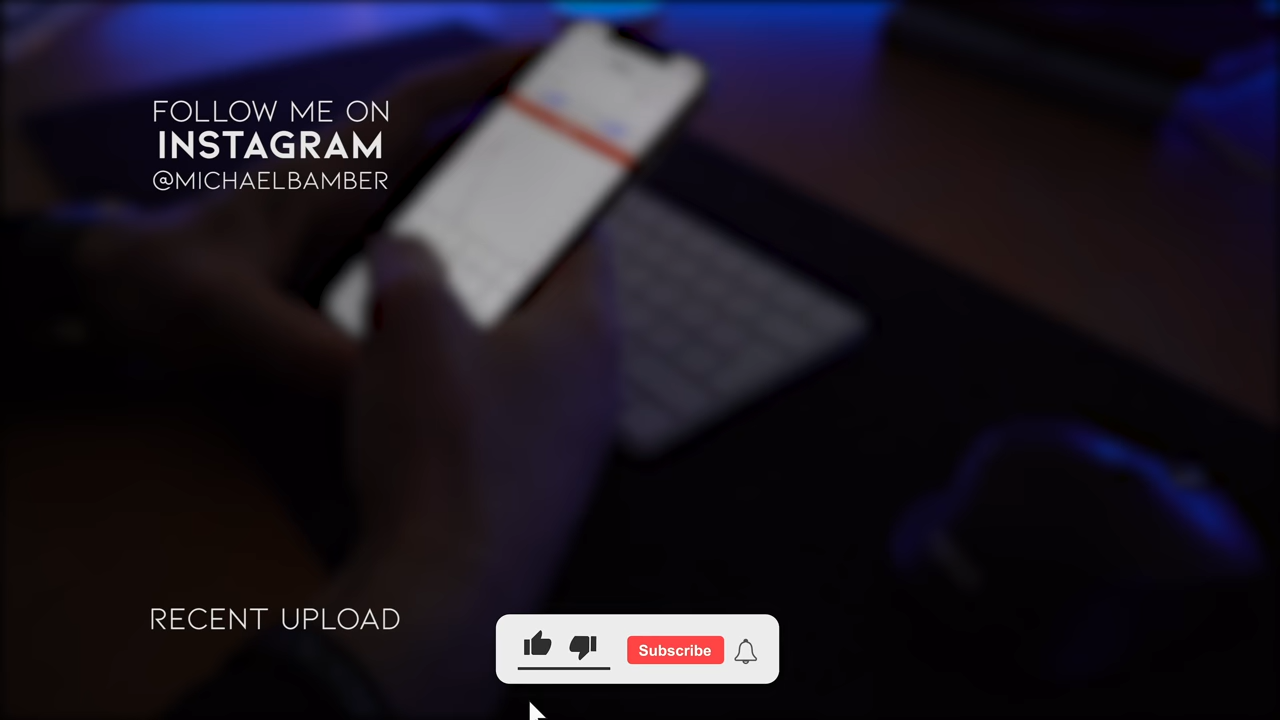 FOLLOW ME ON
INSTAGRAM
@MICHAELBAMBER
RECENT UPLOAD
Subscribe